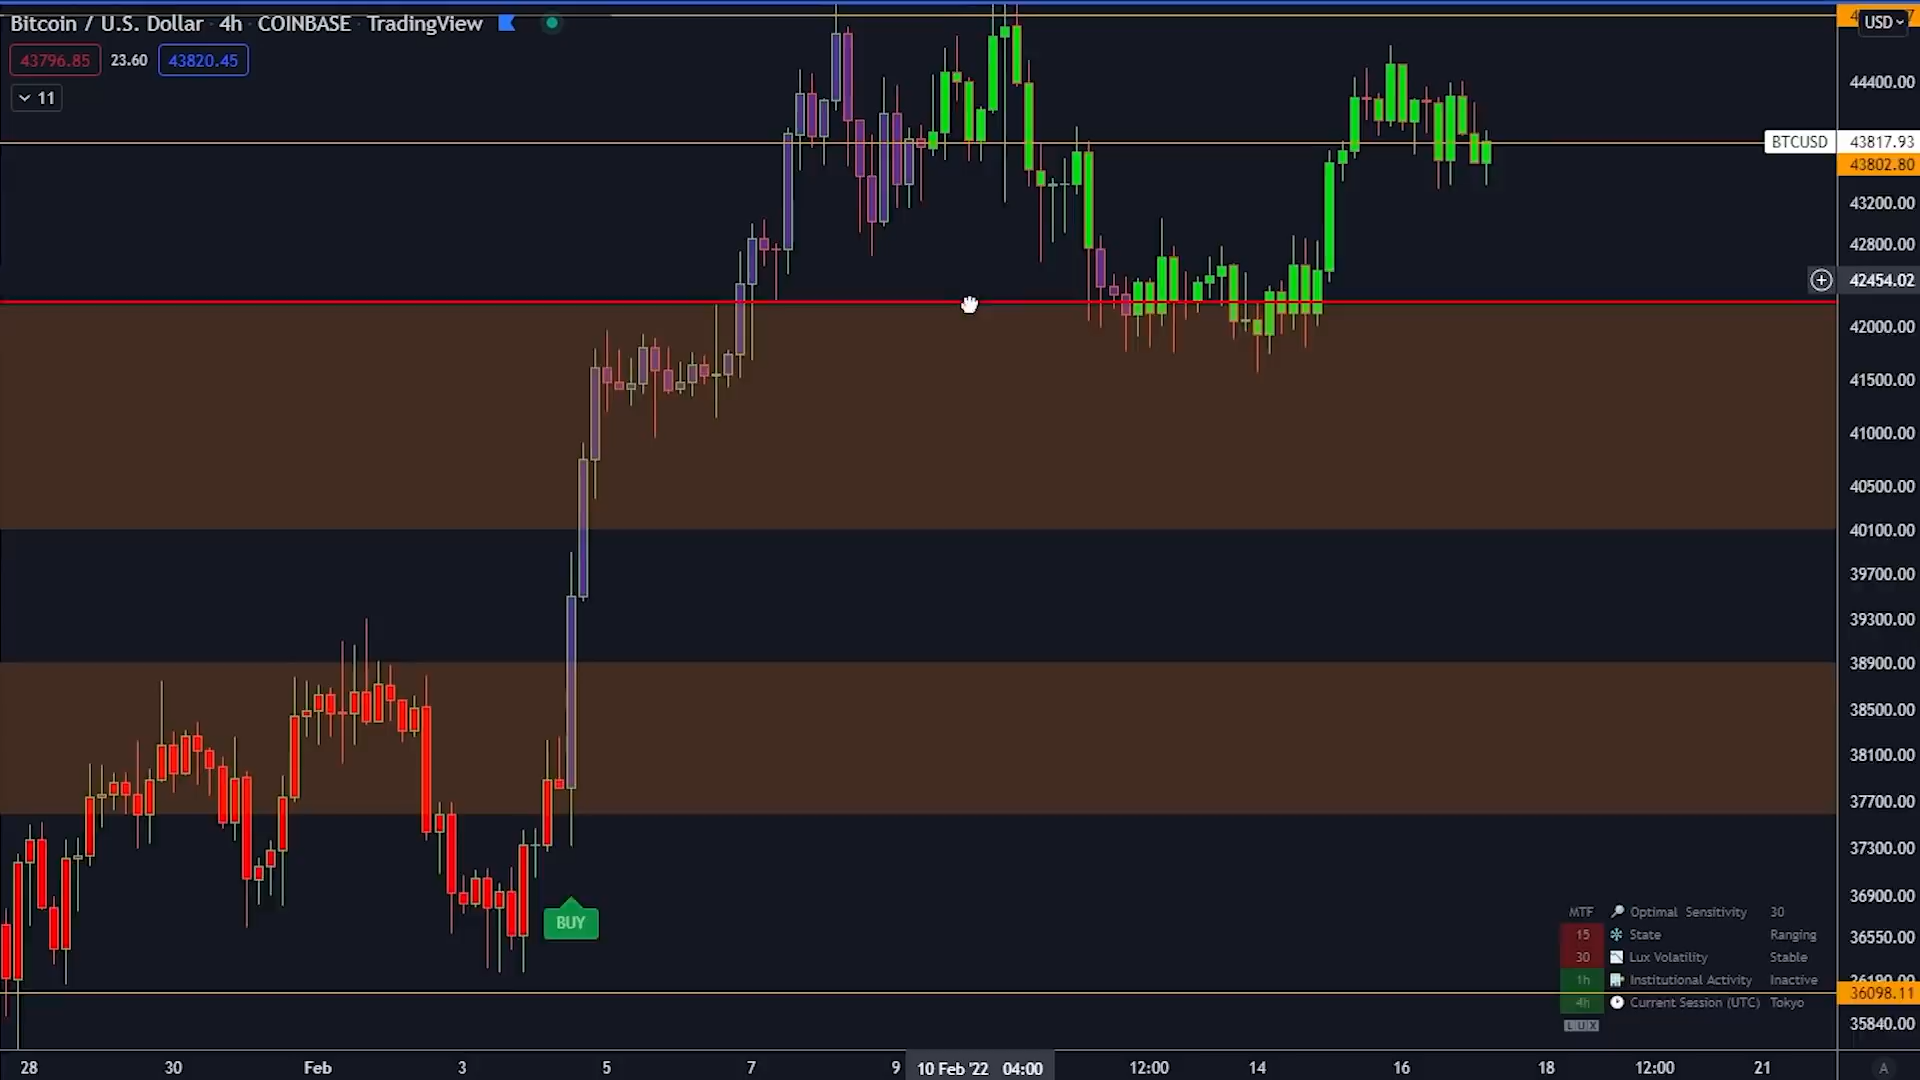 Bitcoin / U.S. Dollar · 4h · COINBASE · TradingView
43796.85 23.60 43820.45
11
USD
44400.00
BTCUSD 43817.93
43802.80
43200.00
42800.00
42454.02
42000.00
41500.00
41000.00
40500.00
40100.00
39700.00
39300.00
38900.00
38500.00
38100.00
37700.00
37300.00
36900.00
36550.00
36190.00
36098.11
35840.00
BUY
MTF Optimal Sensitivity 30
15 State Ranging
30 Lux Volatility Stable
1h Institutional Activity Inactive
4h Current Session (UTC) Tokyo
LUX
28 30 Feb 3 5 7 9 10 Feb '22 04:00 12:00 14 16 18 12:00 21 A